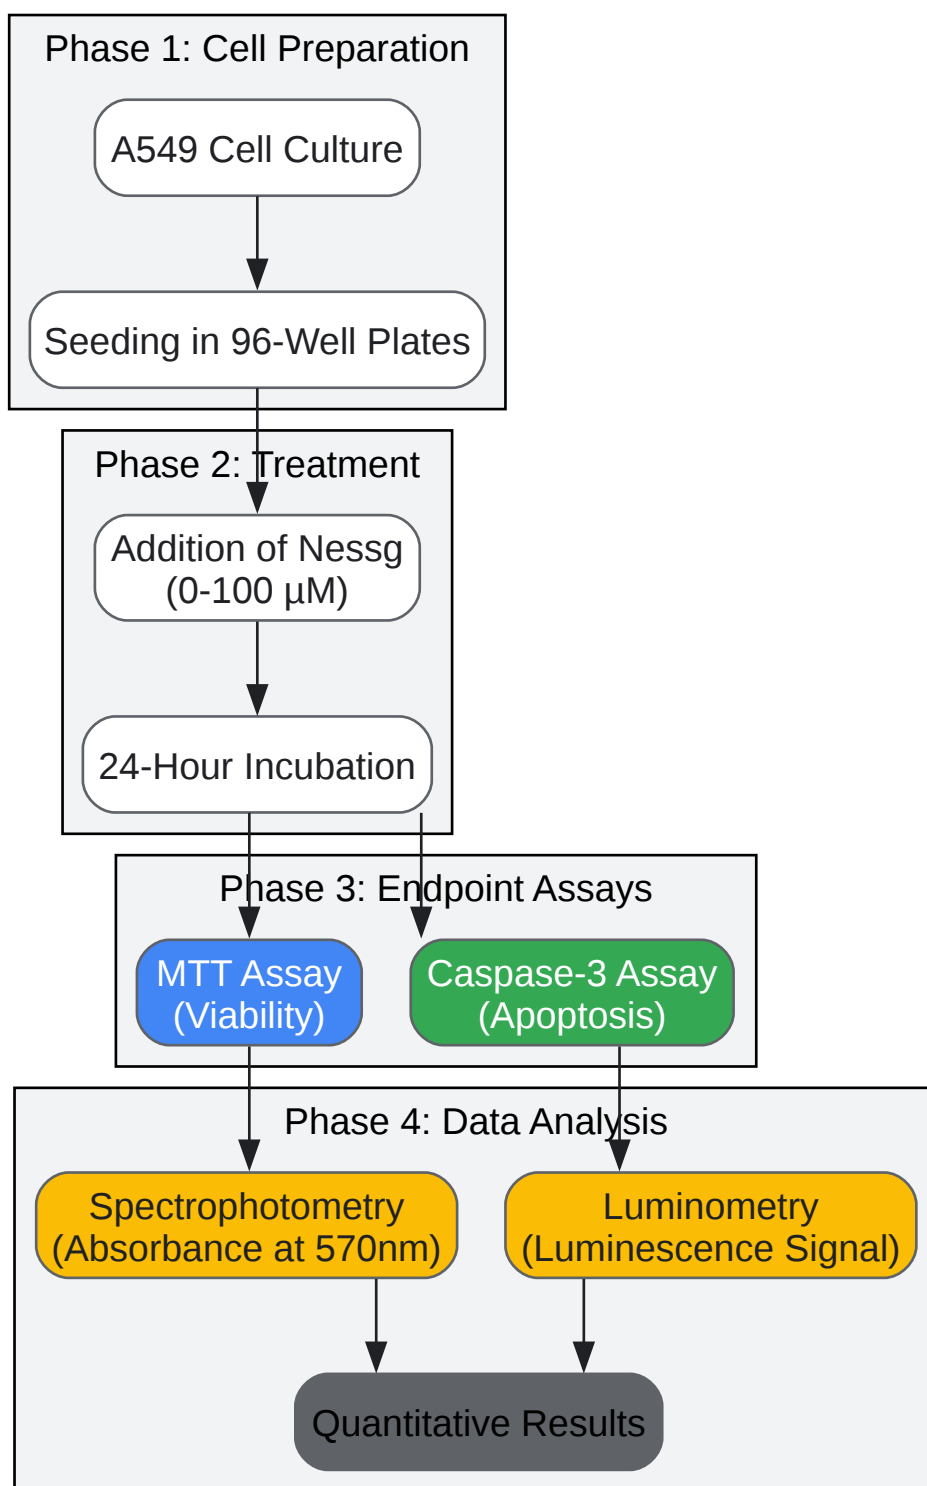 Phase 1: Cell Preparation
A549 Cell Culture
Seeding in 96-Well Plates
Phase 2: Treatment
Addition of Nessg
(0-100 µM)
24-Hour Incubation
Phase 3: Endpoint Assays
MTT Assay
(Viability)
Caspase-3 Assay
(Apoptosis)
Phase 4: Data Analysis
Spectrophotometry
(Absorbance at 570nm)
Luminometry
(Luminescence Signal)
Quantitative Results